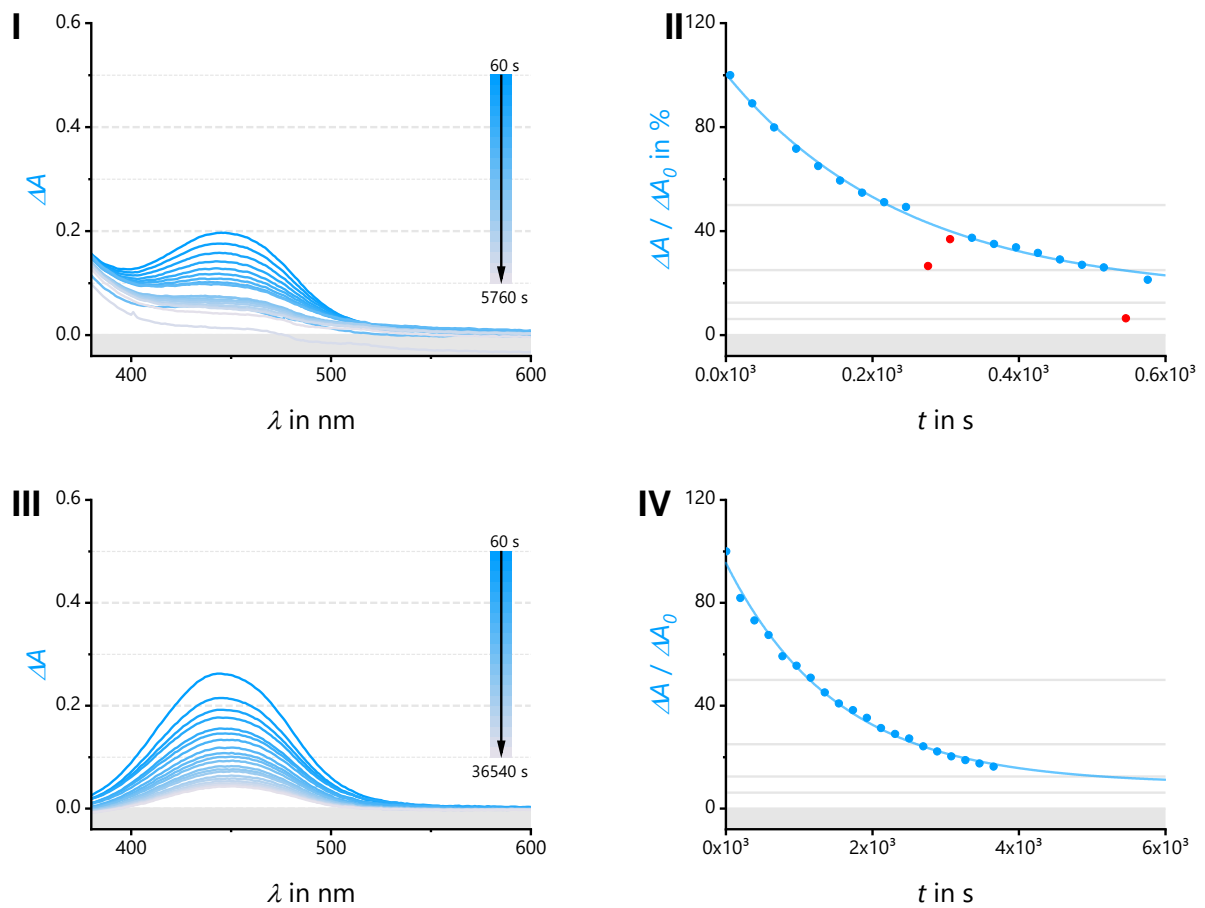 I
0.6
0.4
0.2
0.0
ΔA
60 s
5760 s
400
500
600
λ in nm
II
120
80
40
0
ΔA / ΔA₀ in %
0.0x10³
0.2x10³
0.4x10³
0.6x10³
t in s
III
0.6
0.4
0.2
0.0
ΔA
60 s
36540 s
400
500
600
λ in nm
IV
120
80
40
0
ΔA / ΔA₀
0x10³
2x10³
4x10³
6x10³
t in s